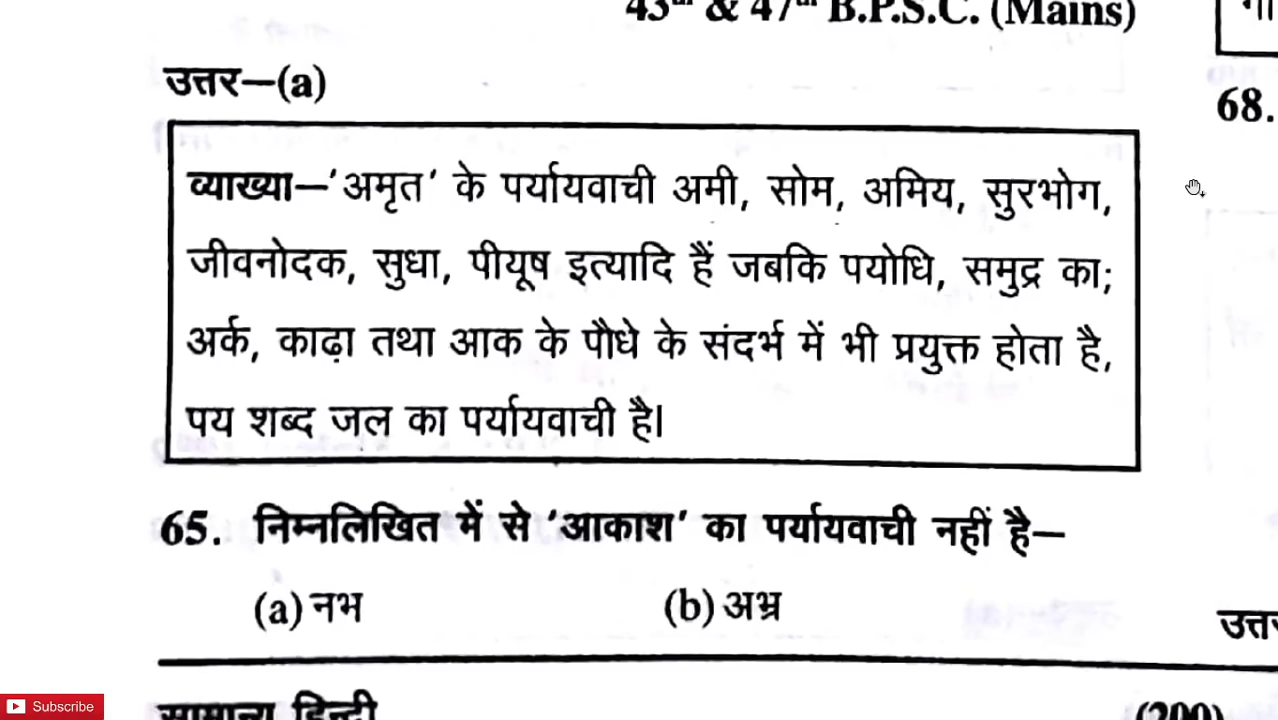 43th & 47th B.P.S.C. (Mains)
उत्तर–(a)
68.
व्याख्या–'अमृत' के पर्यायवाची अमी, सोम, अमिय, सुरभोग,
जीवनोदक, सुधा, पीयूष इत्यादि हैं जबकि पयोधि, समुद्र का;
अर्क, काढ़ा तथा आक के पौधे के संदर्भ में भी प्रयुक्त होता है,
पय शब्द जल का पर्यायवाची है।
65. निम्नलिखित में से 'आकाश' का पर्यायवाची नहीं है–
(a) नभ (b) अभ्र
सामान्य हिन्दी (200)
Subscribe